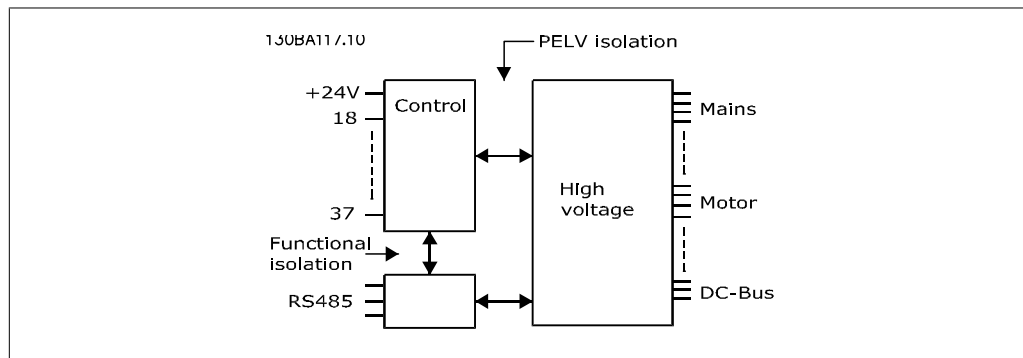 130BA117.10
PELV isolation
+24V
Control
18
Mains
High
voltage
37
Motor
Functional
isolation
RS485
DC-Bus